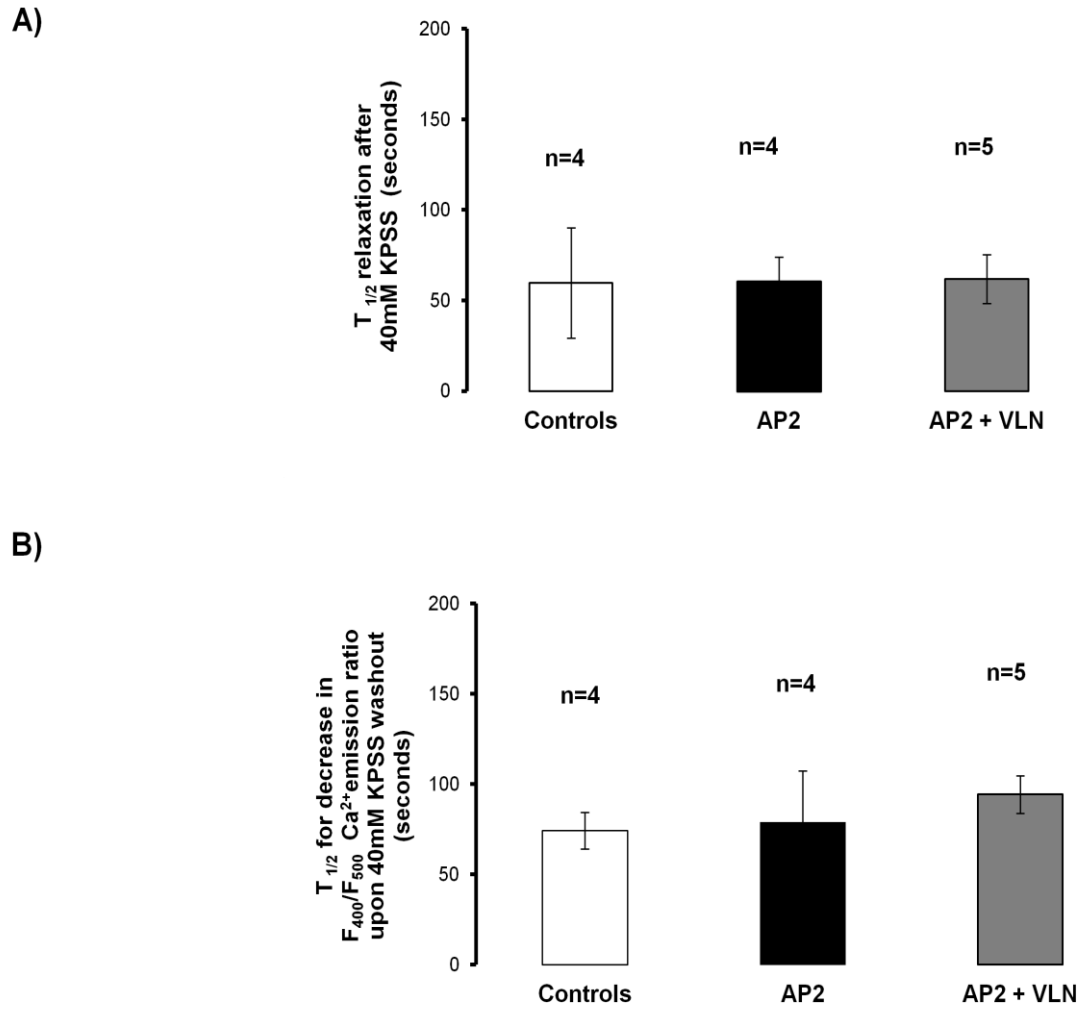 A)
T 1/2 relaxation after
40mM KPSS (seconds)
200
150
100
50
0
n=4
n=4
n=5
Controls
AP2
AP2 + VLN
B)
T 1/2 for decrease in
F400/F500 Ca2+emission ratio
upon 40mM KPSS washout
(seconds)
200
150
100
50
0
n=4
n=4
n=5
Controls
AP2
AP2 + VLN